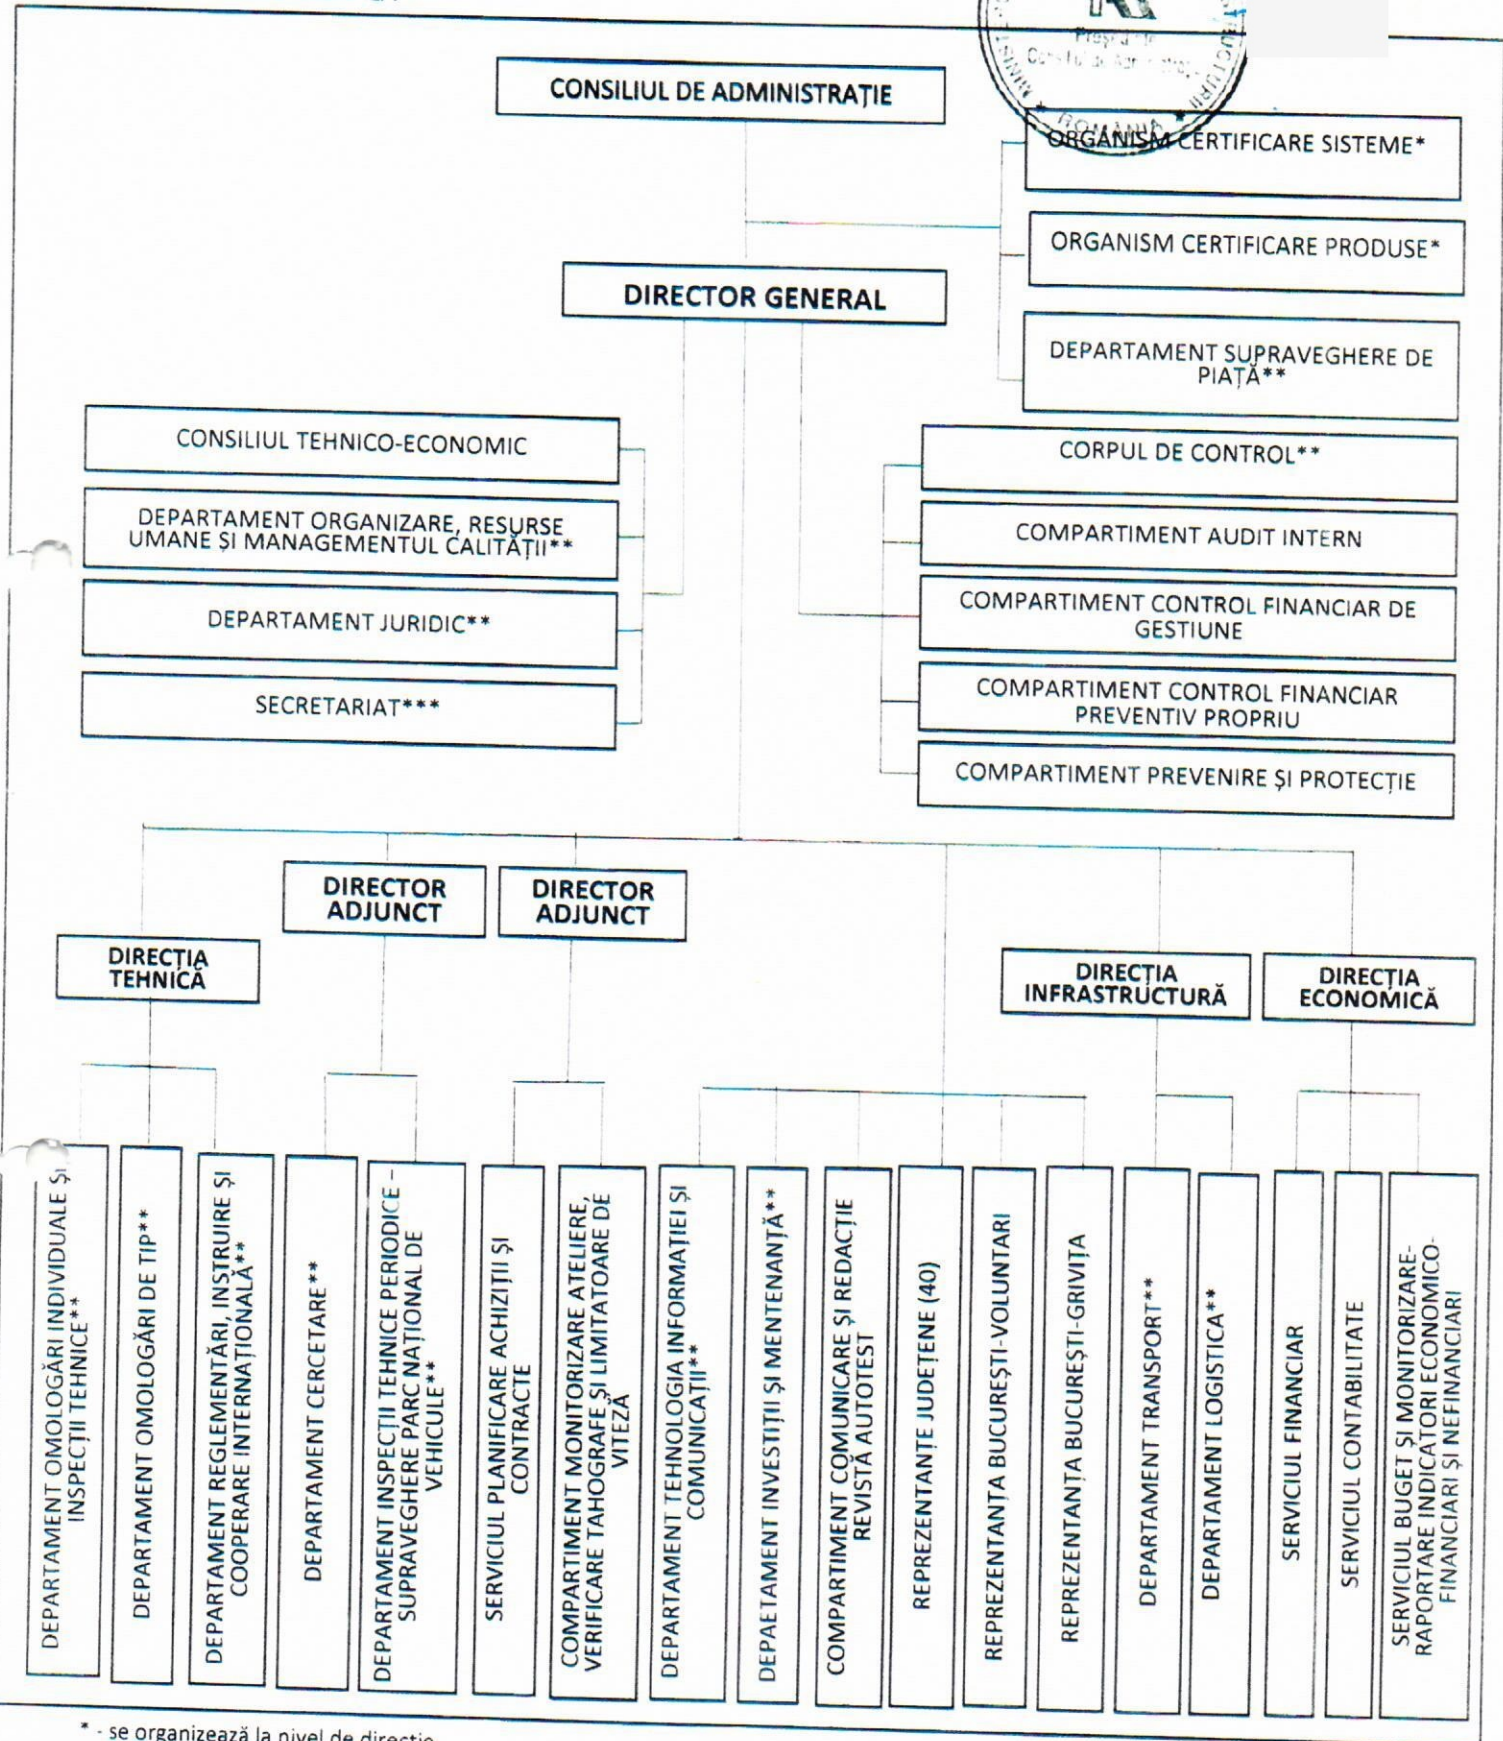 ROMÂNIA
CONSILIUL DE ADMINISTRAȚIE
ORGANISM CERTIFICARE SISTEME*
ORGANISM CERTIFICARE PRODUSE*
DIRECTOR GENERAL
DEPARTAMENT SUPRAVEGHERE DE
PIAȚĂ**
CONSILIUL TEHNICO-ECONOMIC
DEPARTAMENT ORGANIZARE, RESURSE
UMANE ȘI MANAGEMENTUL CALITĂȚII**
DEPARTAMENT JURIDIC**
SECRETARIAT***
CORPUL DE CONTROL**
COMPARTIMENT AUDIT INTERN
COMPARTIMENT CONTROL FINANCIAR DE
GESTIUNE
COMPARTIMENT CONTROL FINANCIAR
PREVENTIV PROPRIU
COMPARTIMENT PREVENIRE ȘI PROTECȚIE
DIRECTOR
ADJUNCT
DIRECTOR
ADJUNCT
DIRECȚIA
TEHNICĂ
DIRECȚIA
INFRASTRUCTURĂ
DIRECȚIA
ECONOMICĂ
DEPARTAMENT OMOLOGĂRI INDIVIDUALE ȘI
INSPECȚII TEHNICE**
DEPARTAMENT OMOLOGĂRI DE TIP**
DEPARTAMENT REGLEMENTĂRI, INSTRUIRE ȘI
COOPERARE INTERNAȚIONALĂ**
DEPARTAMENT CERCETARE**
DEPARTAMENT INSPECȚII TEHNICE PERIODICE –
SUPRAVEGHERE PARC NAȚIONAL DE
VEHICULE**
SERVICIUL PLANIFICARE ACHIZIȚII ȘI
CONTRACTE
COMPARTIMENT MONITORIZARE ATELIERE,
VERIFICARE TAHOGRAFE ȘI LIMITATOARE DE
VITEZĂ
DEPARTAMENT TEHNOLOGIA INFORMAȚIEI ȘI
COMUNICAȚII**
DEPAETAMENT INVESTIȚII ȘI MENTENANȚĂ**
COMPARTIMENT COMUNICARE ȘI REDACȚIE
REVISTĂ AUTOTEST
REPREZENTANȚE JUDEȚENE (40)
REPREZENTANȚA BUCUREȘTI-VOLUNTARI
REPREZENTANȚA BUCUREȘTI-GRIVIȚA
DEPARTAMENT TRANSPORT**
DEPARTAMENT LOGISTICA**
SERVICIUL FINANCIAR
SERVICIUL CONTABILITATE
SERVICIUL BUGET ȘI MONITORIZARE-
RAPORTARE INDICATORI ECONOMICO-
FINANCIARI ȘI NEFINANCIARI
* - se organizează la nivel de direcție